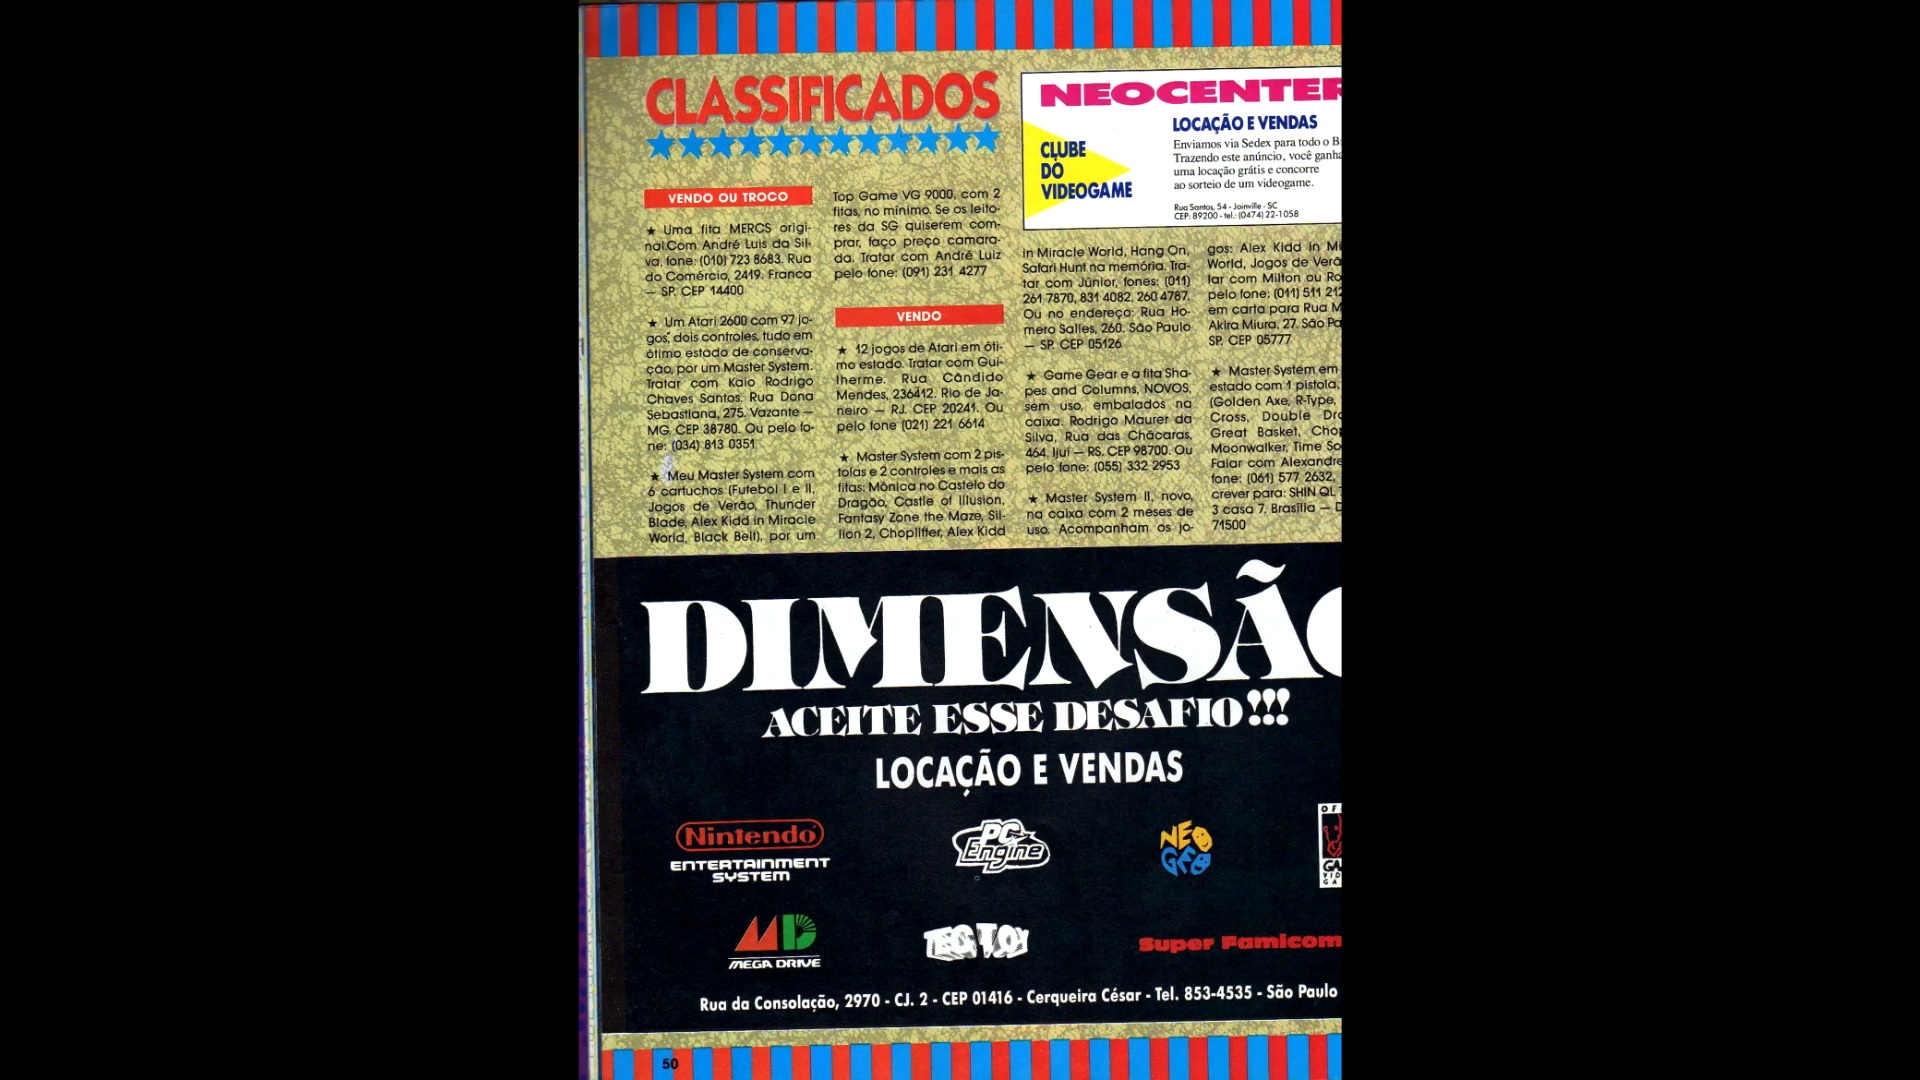 CLASSIFICADOS
VENDO OU TROCO
★ Uma fita MERCS origi-
nal.Com André Luis da Sil-
va, fone: (010) 723 8683. Rua
do Comércio, 2419. Franca
— SP. CEP 14400
★ Um Atari 2600 com 97 jo-
gos, dois controles, tudo em
ótimo estado de conserva-
ção, por um Master System.
Tratar com Kaio Rodrigo
Chaves Santos. Rua Dona
Sebastiana, 275. Vazante —
MG. CEP 38780. Ou pelo fo-
ne: (034) 813 0351
★ Meu Master System com
6 cartuchos (Futebol I e II,
Jogos de Verão, Thunder
Blade, Alex Kidd in Miracle
World, Black Belt), por um
Top Game VG 9000, com 2
fitas, no mínimo. Se os leito-
res da SG quiserem com-
prar, faço preço camara-
da. Tratar com André Luiz
pelo fone: (091) 231 4277
VENDO
★ 12 jogos de Atari em óti-
mo estado. Tratar com Gui-
lherme. Rua Cândido
Mendes, 236412. Rio de Ja-
neiro — RJ. CEP 20241. Ou
pelo fone (021) 221 6614
★ Master System com 2 pis-
tolas e 2 controles e mais as
fitas: Mônica no Castelo do
Dragão, Castle of Illusion,
Fantasy Zone the Maze, Sil-
lion 2, Choplifter, Alex Kidd
NEOCENTER
CLUBE
DO
VIDEOGAME
LOCAÇÃO E VENDAS
Enviamos via Sedex para todo o B
Trazendo este anúncio, você ganha
uma locação grátis e concorre
ao sorteio de um videogame.
Rua Santos, 54 - Joinville - SC
CEP: 89200 - tel.: (0474) 22-1058
in Miracle World, Hang On,
Safari Hunt na memória. Tra-
tar com Júnior, fones: (011)
261 7870, 831 4082, 260 4787.
Ou no endereço: Rua Ho-
mero Salles, 260. São Paulo
— SP. CEP 05126
★ Game Gear e a fita Sha-
pes and Columns, NOVOS,
sem uso, embalados na
caixa. Rodrigo Maurer da
Silva, Rua das Chácaras,
464. Ijuí — RS. CEP 98700. Ou
pelo fone: (055) 332 2953
★ Master System II, novo,
na caixa com 2 meses de
uso. Acompanham os jo-
gos: Alex Kidd in Mi
World, Jogos de Verã
tar com Milton ou Ro
pelo fone: (011) 511 212
em carta para Rua M
Akira Miura, 27. São Pa
SP. CEP 05777
★ Master System em
estado com 1 pistola,
(Golden Axe, R-Type,
Cross, Double Dra
Great Basket, Chop
Moonwalker, Time So
Falar com Alexandre
fone: (061) 577 2632,
crever para: SHIN QL
3 casa 7. Brasília — D
71500
DIMENSÃO
ACEITE ESSE DESAFIO!!!
LOCAÇÃO E VENDAS
Nintendo
ENTERTAINMENT
SYSTEM
PC
Engine
NEO
GEO
MD
MEGA DRIVE
TEC TOY
Super Famicom
Rua da Consolação, 2970 - CJ. 2 - CEP 01416 - Cerqueira César - Tel. 853-4535 - São Paulo
50